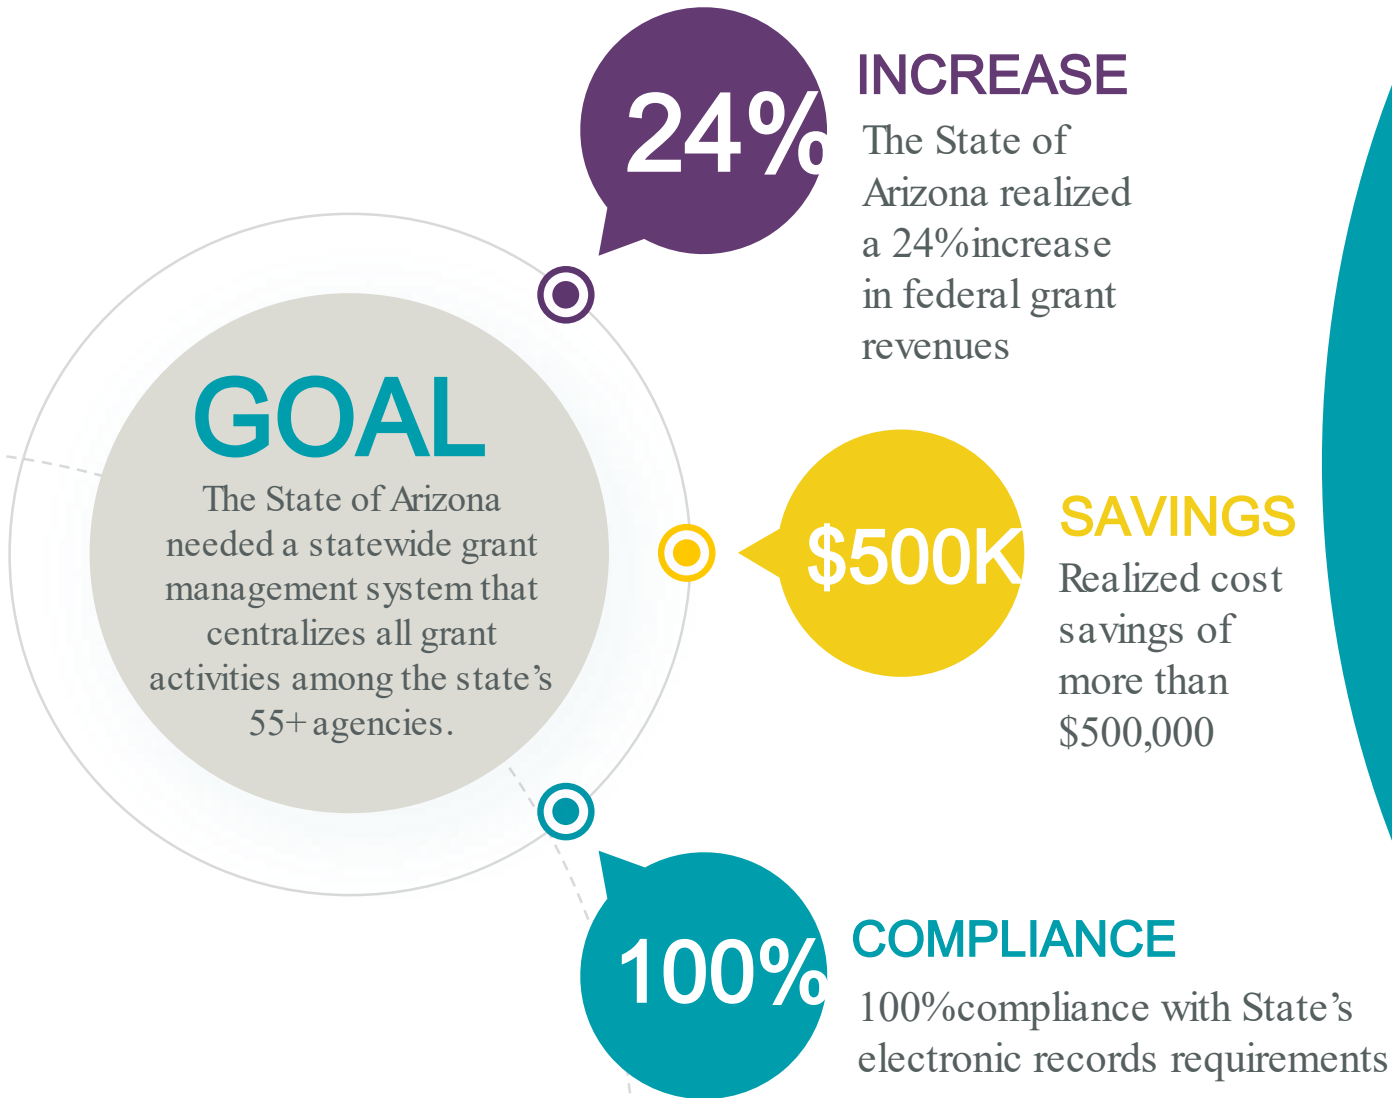 24%
INCREASE
The State of
Arizona realized
a 24%increase
in federal grant
revenues
GOAL
The State of Arizona
needed a statewide grant
management system that
centralizes all grant
activities among the state’s
55+ agencies.
$500K
SAVINGS
Realized cost
savings of
more than
$500,000
100%
COMPLIANCE
100%compliance with State’s
electronic records requirements